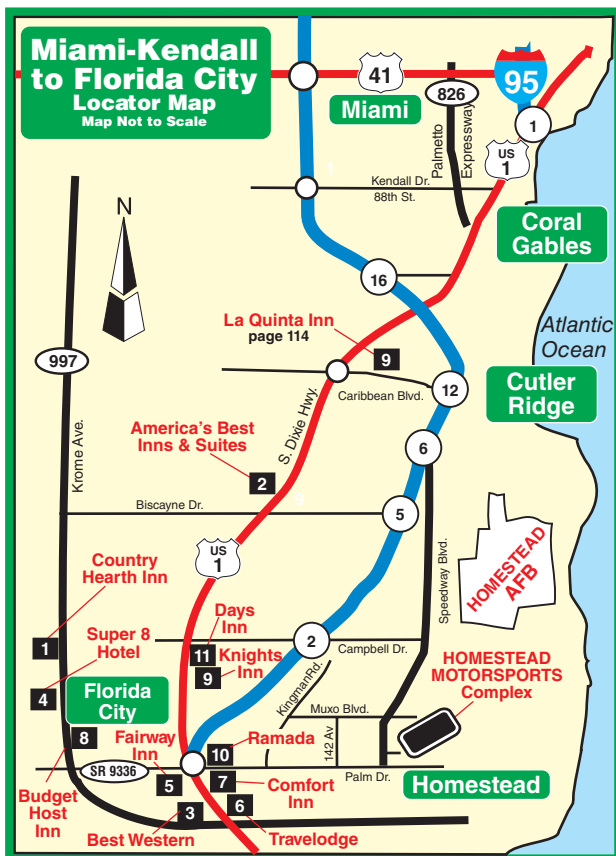 Miami-Kendall
to Florida City
Locator Map
Map Not to Scale
41
Miami
826
95
1
Palmetto
Expressway
US
1
1
Kendall Dr.
88th St.
Coral
Gables
N
16
La Quinta Inn
page 114
9
Atlantic
Ocean
997
Caribbean Blvd.
12
Cutler
Ridge
S. Dixie Hwy.
America's Best
Inns & Suites
2
6
Krome Ave.
9
Biscayne Dr.
5
US
1
Speedway Blvd.
HOMESTEAD
AFB
Country
Hearth Inn
1
Days
Inn
11
2
Campbell Dr.
Super 8
Hotel
4
Knights
Inn
9
KingmanRd.
HOMESTEAD
MOTORSPORTS
Complex
Florida
City
Muxo Blvd.
142 Av
8
Fairway
Inn
10
Ramada
SR 9336
5
7
Comfort
Inn
Palm Dr.
Homestead
Budget
Host
Inn
3
Best Western
6
Travelodge